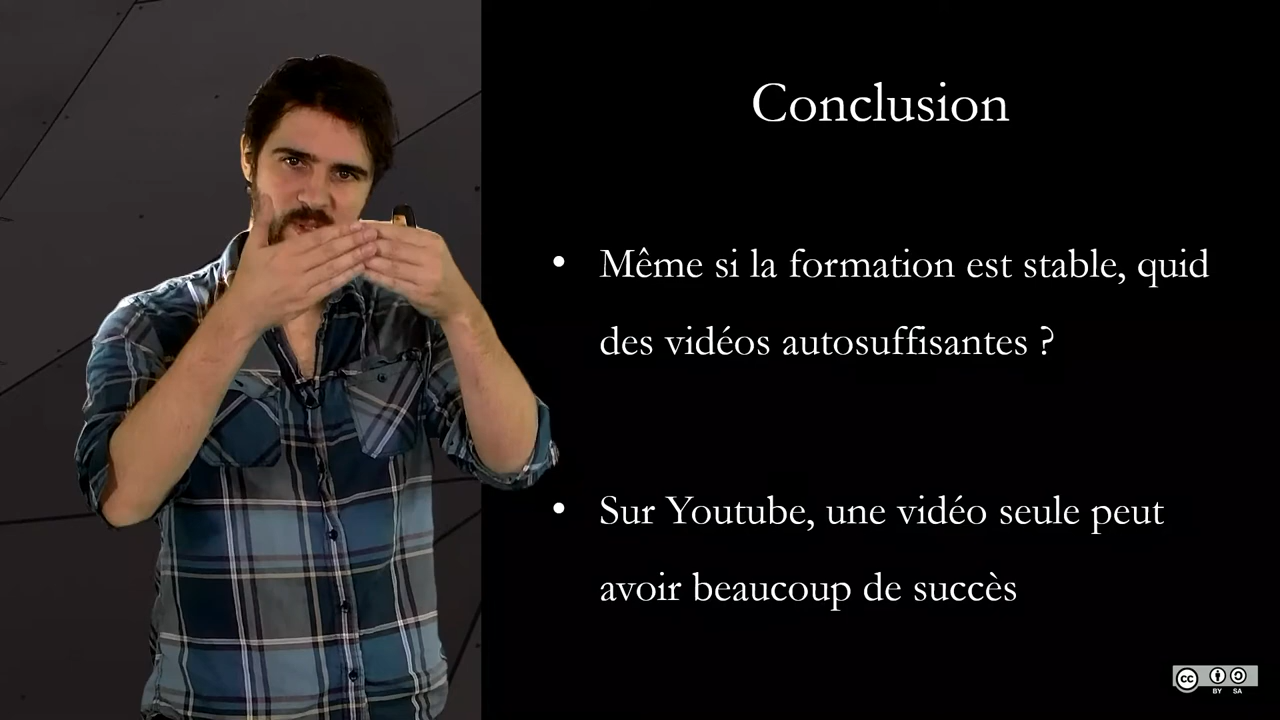 Conclusion
• Même si la formation est stable, quid
des vidéos autosuffisantes ?
• Sur Youtube, une vidéo seule peut
avoir beaucoup de succès
cc
BY SA